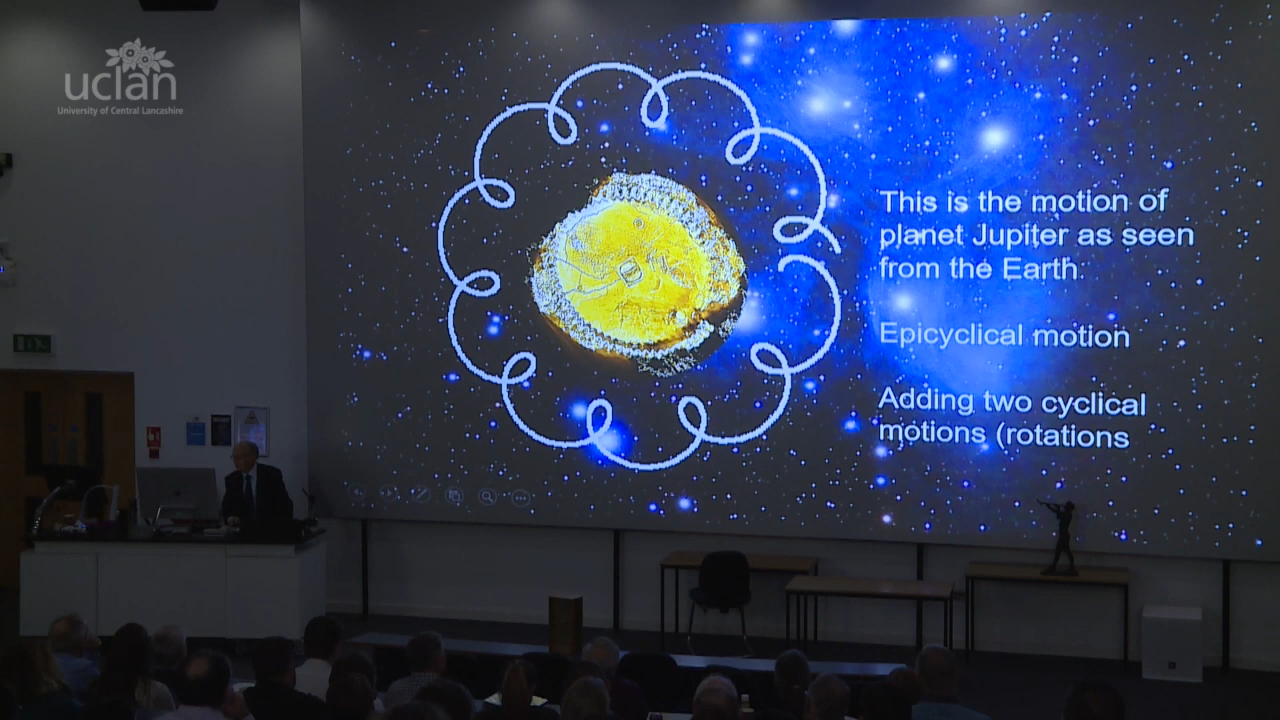 uclan
University of Central Lancashire
This is the motion of
planet Jupiter as seen
from the Earth.
Epicyclical motion
Adding two cyclical
motions (rotations